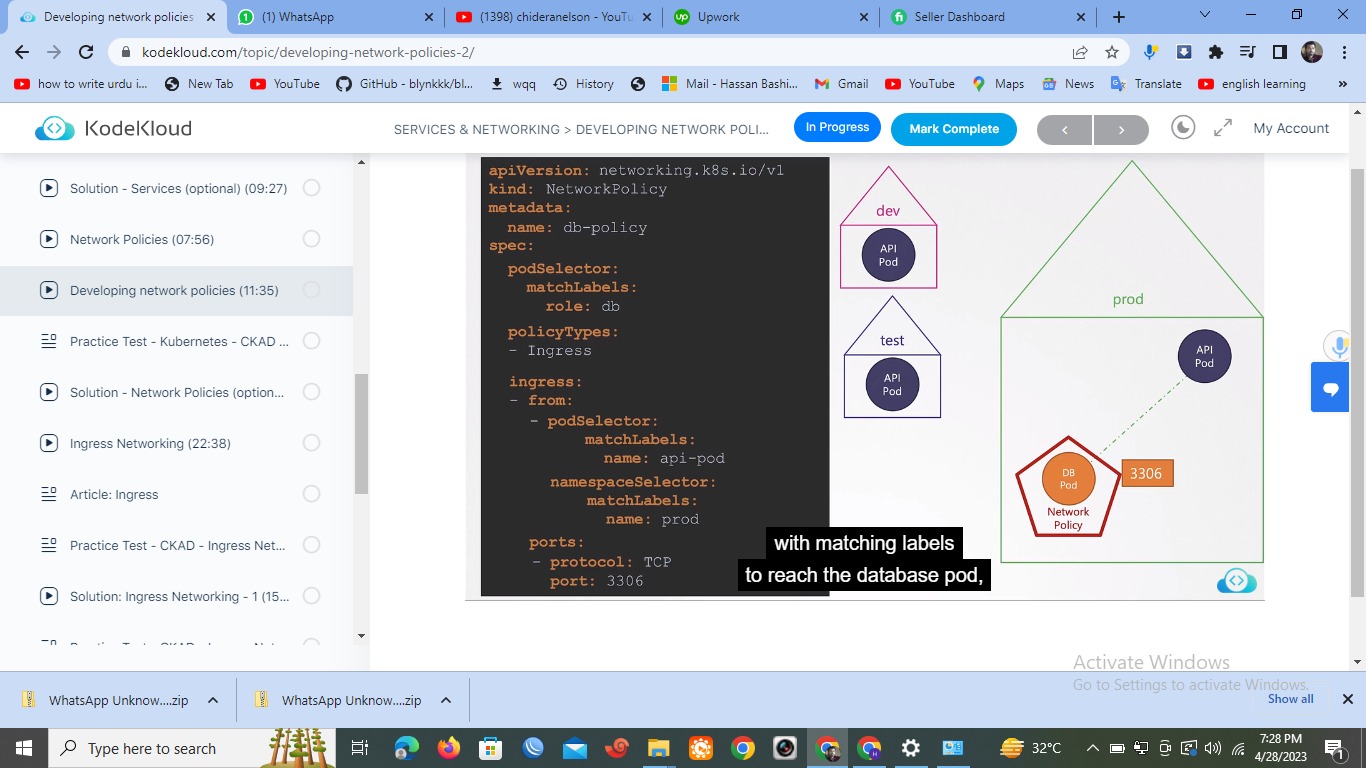 Developing network policies
(1) WhatsApp
(1398) chideranelson - YouTu
Upwork
Seller Dashboard
kodekloud.com/topic/developing-network-policies-2/
how to write urdu i...
New Tab
YouTube
GitHub - blynkkk/bl...
wqq
History
Mail - Hassan Bashi...
Gmail
YouTube
Maps
News
Translate
english learning
»
KodeKloud
SERVICES & NETWORKING > DEVELOPING NETWORK POLI...
In Progress
Mark Complete
<
>
My Account
Solution - Services (optional) (09:27)
Network Policies (07:56)
Developing network policies (11:35)
Practice Test - Kubernetes - CKAD ...
Solution - Network Policies (option...
Ingress Networking (22:38)
Article: Ingress
Practice Test - CKAD - Ingress Net...
Solution: Ingress Networking - 1 (15...
apiVersion: networking.k8s.io/v1
kind: NetworkPolicy
metadata:
name: db-policy
spec:
podSelector:
matchLabels:
role: db
policyTypes:
- Ingress
ingress:
- from:
- podSelector:
matchLabels:
name: api-pod
namespaceSelector:
matchLabels:
name: prod
ports:
- protocol: TCP
port: 3306
dev
API
Pod
test
API
Pod
prod
API
Pod
DB
Pod
3306
Network
Policy
with matching labels
to reach the database pod,
Activate Windows
Go to Settings to activate Windows.
WhatsApp Unknow....zip
WhatsApp Unknow....zip
Show all
Type here to search
32°C
7:28 PM
4/28/2023
1